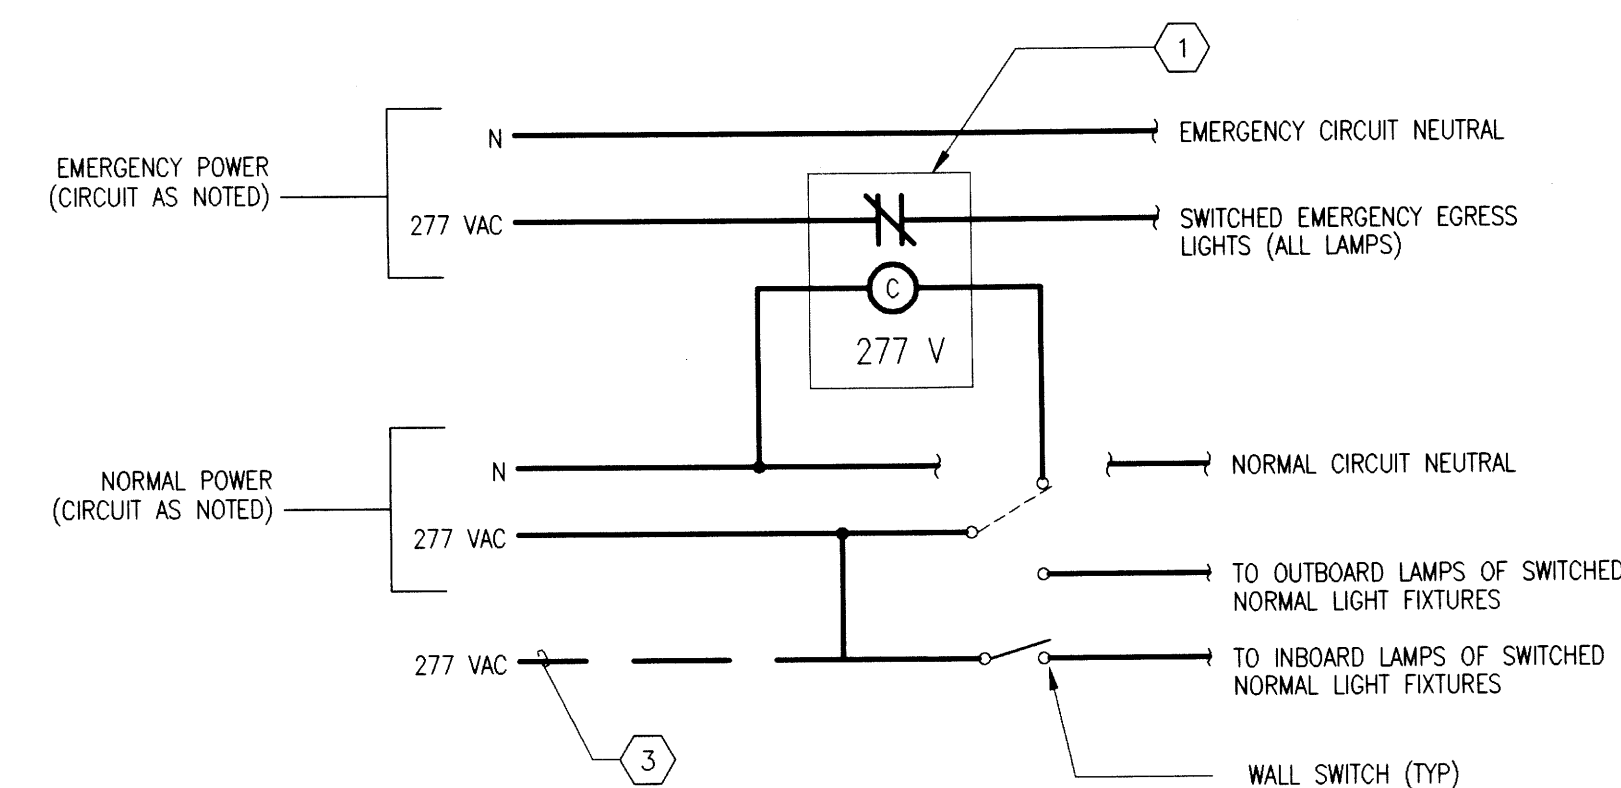 1
N
EMERGENCY CIRCUIT NEUTRAL
EMERGENCY POWER
(CIRCUIT AS NOTED)
277 VAC
SWITCHED EMERGENCY EGRESS
LIGHTS (ALL LAMPS)
C
277 V
N
NORMAL CIRCUIT NEUTRAL
NORMAL POWER
(CIRCUIT AS NOTED)
277 VAC
TO OUTBOARD LAMPS OF SWITCHED
NORMAL LIGHT FIXTURES
277 VAC
TO INBOARD LAMPS OF SWITCHED
NORMAL LIGHT FIXTURES
3
WALL SWITCH (TYP)